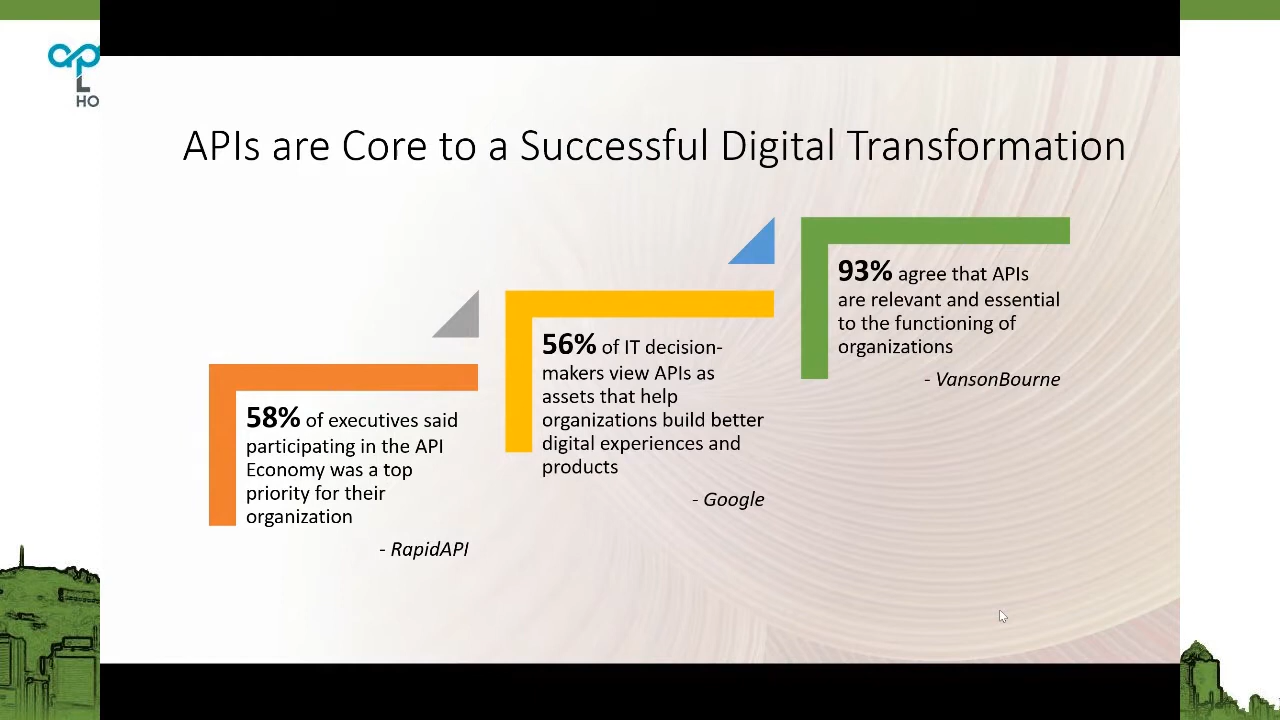 HO
APIs are Core to a Successful Digital Transformation
58% of executives said
participating in the API
Economy was a top
priority for their
organization
- RapidAPI
56% of IT decision-
makers view APIs as
assets that help
organizations build better
digital experiences and
products
- Google
93% agree that APIs
are relevant and essential
to the functioning of
organizations
- VansonBourne